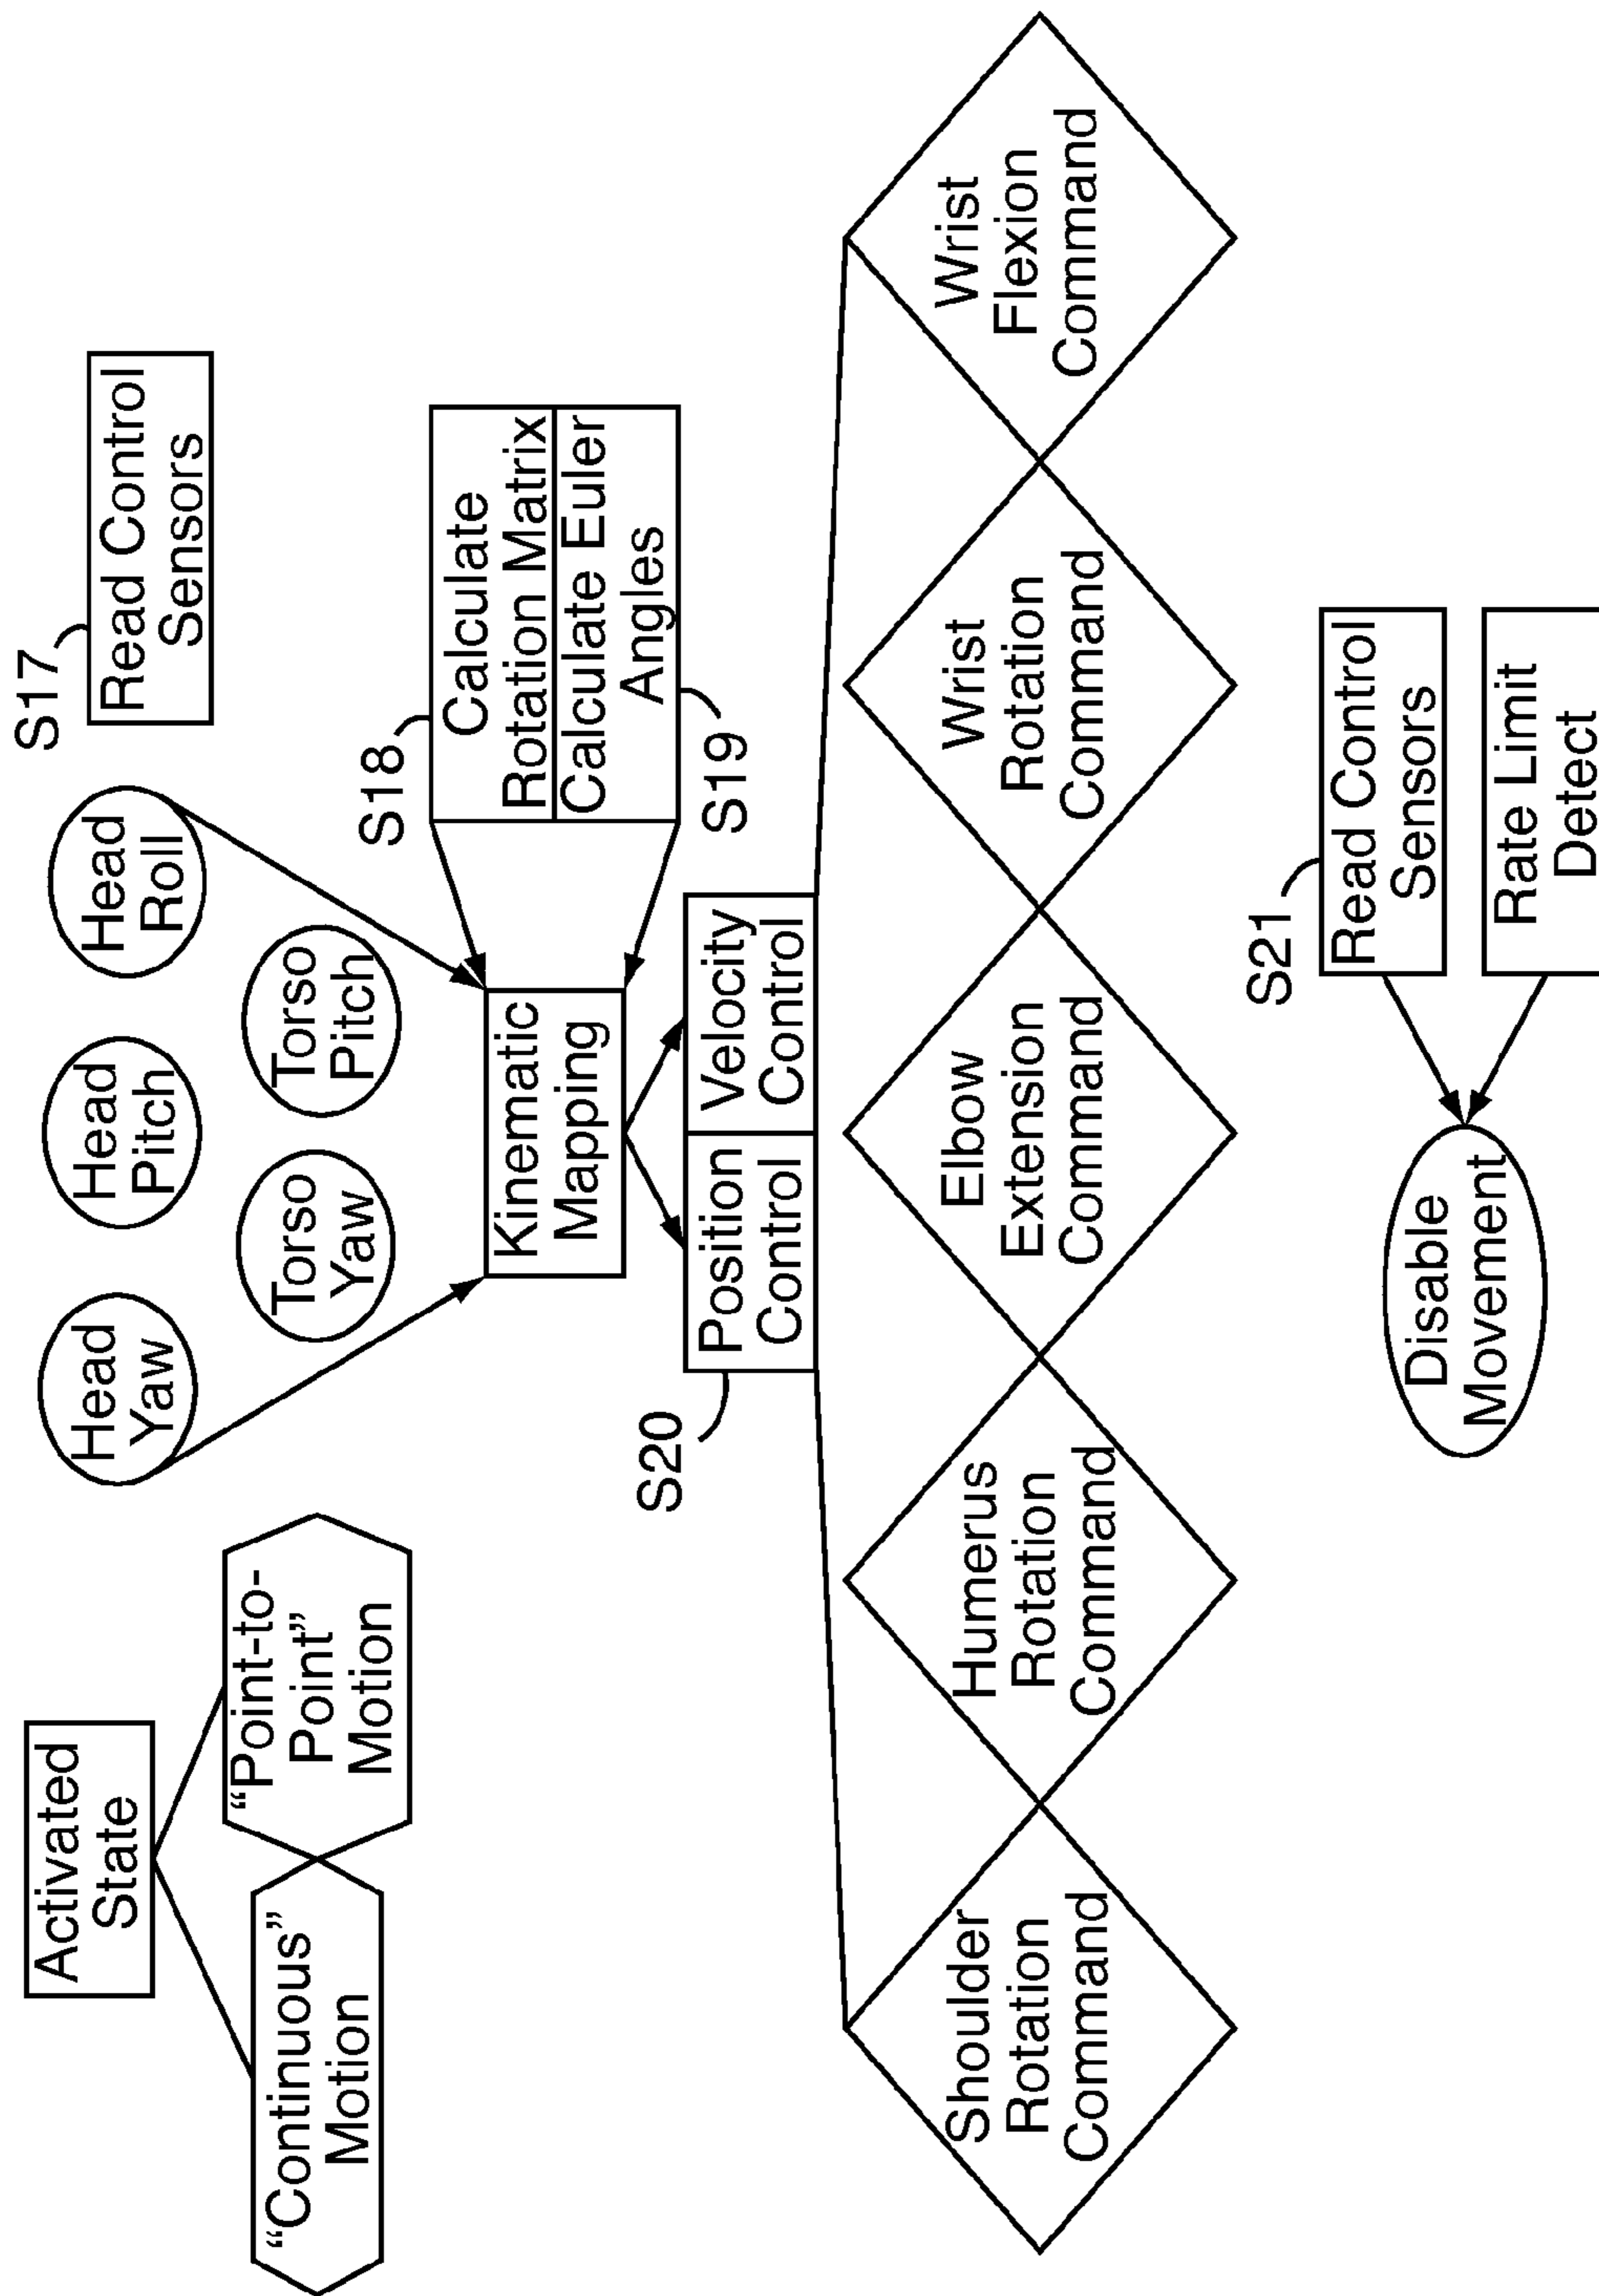 Activated
State
“Continuous”
Motion
“Point-to-
Point”
Motion
Head
Yaw
Head
Pitch
Head
Roll
Torso
Yaw
Torso
Pitch
S17
Read Control
Sensors
Kinematic
Mapping
S18
Calculate
Rotation Matrix
Calculate Euler
Angles
S19
S20
Position
Control
Velocity
Control
Shoulder
Rotation
Command
Humerus
Rotation
Command
Elbow
Extension
Command
Wrist
Rotation
Command
Wrist
Flexion
Command
Disable
Movement
S21
Read Control
Sensors
Rate Limit
Detect